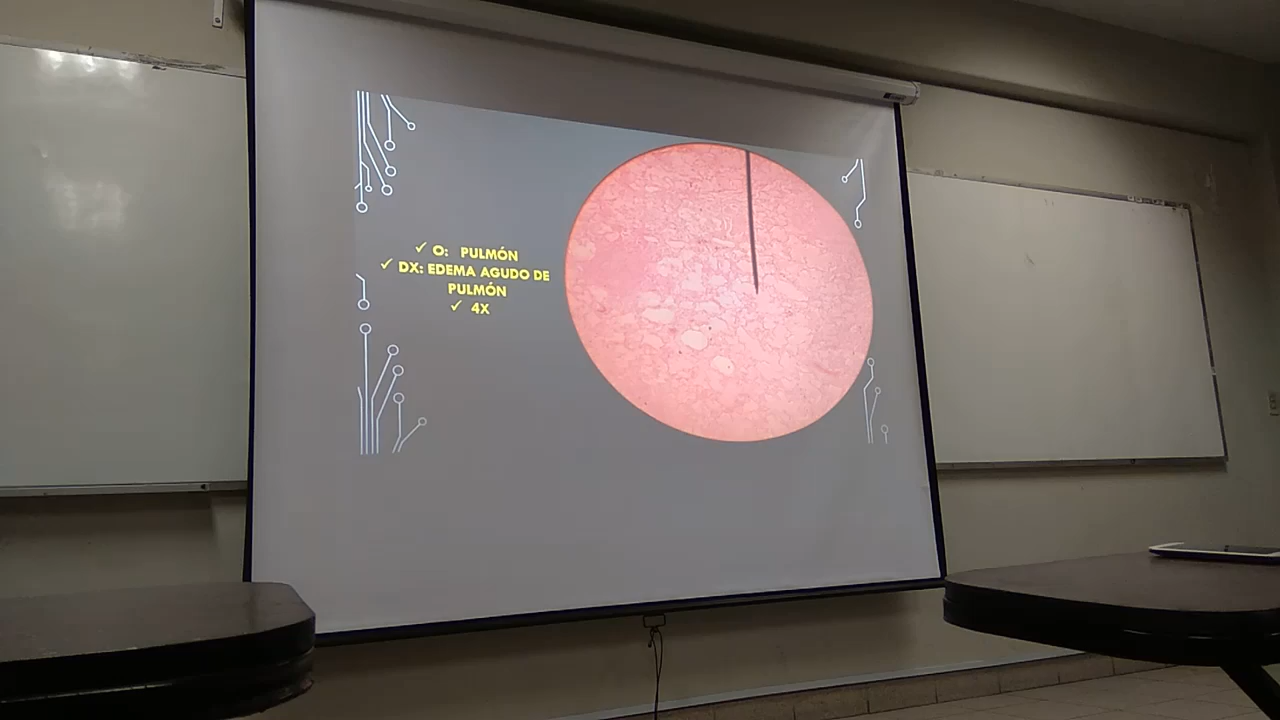 ✓ O: PULMÓN
✓ DX: EDEMA AGUDO DE
PULMÓN
✓ 4X